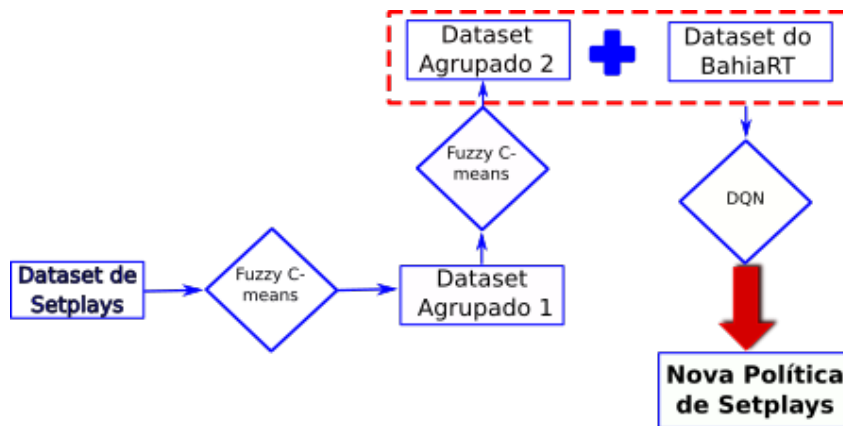 Dataset de
Setplays
Fuzzy C-
means
Dataset
Agrupado 1
Fuzzy C-
means
Dataset
Agrupado 2
Dataset do
BahiaRT
DQN
Nova Política
de Setplays